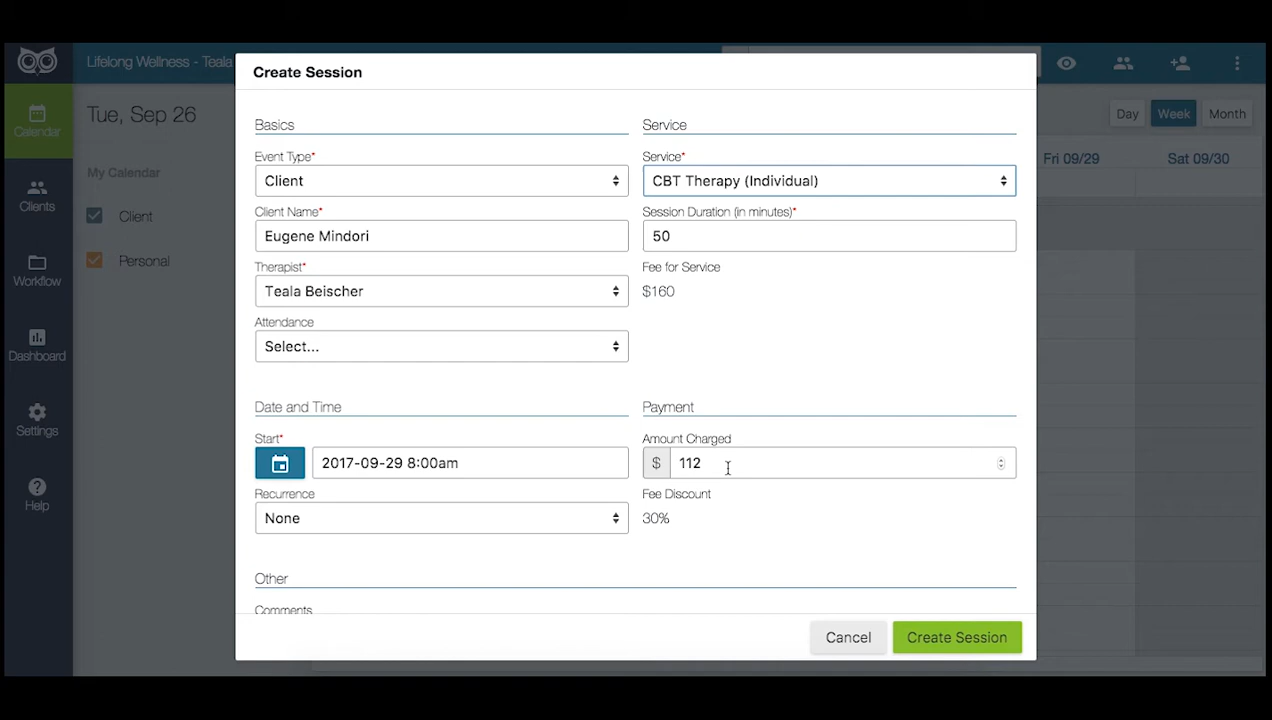 Lifelong Wellness - Teala
Calendar
Clients
Workflow
Dashboard
Settings
Help
Tue, Sep 26
My Calendar
Client
Personal
Day
Week
Month
Fri 09/29
Sat 09/30
Create Session
Basics
Event Type*
Client
Client Name*
Eugene Mindori
Therapist*
Teala Beischer
Attendance
Select...
Service
Service*
CBT Therapy (Individual)
Session Duration (in minutes)*
50
Fee for Service
$160
Date and Time
Start*
2017-09-29 8:00am
Recurrence
None
Payment
Amount Charged
$ 112
Fee Discount
30%
Other
Comments
Cancel
Create Session